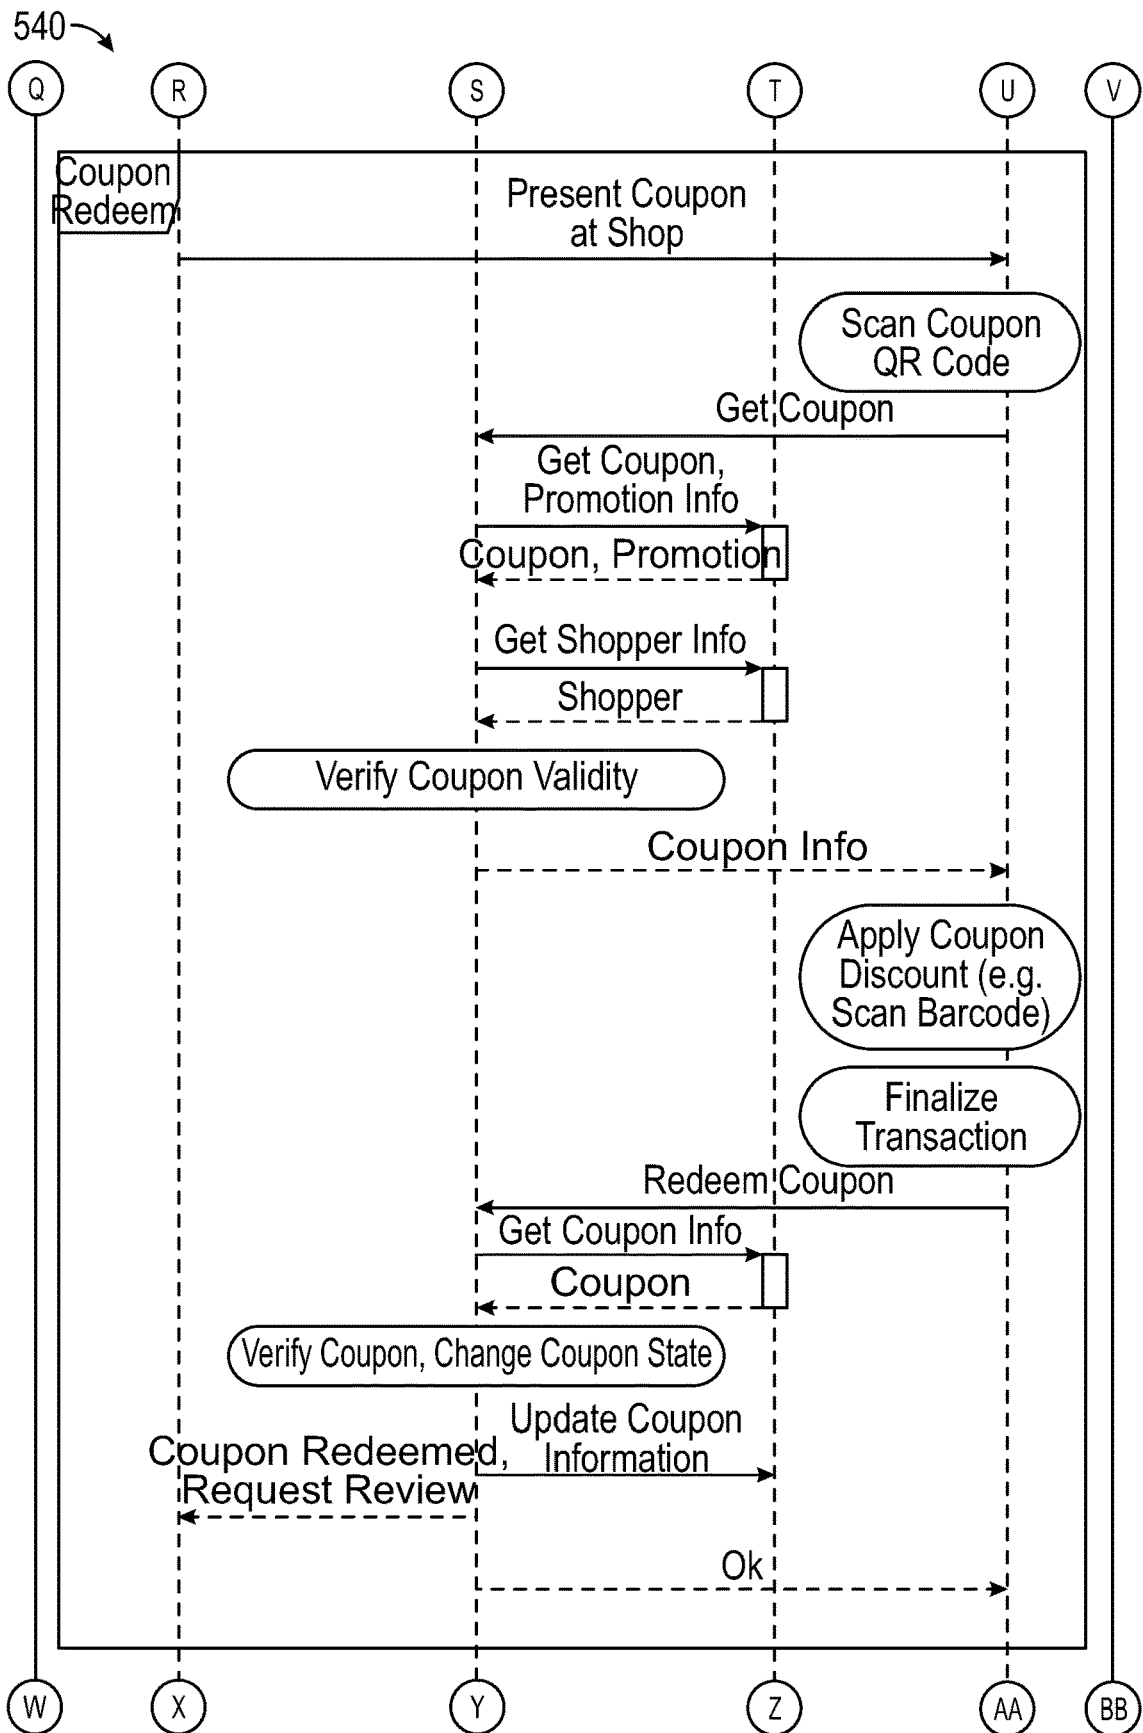 540
Q R S T U V
Coupon
Redeem
Present Coupon
at Shop
Scan Coupon
QR Code
Get Coupon
Get Coupon,
Promotion Info
Coupon, Promotion
Get Shopper Info
Shopper
Verify Coupon Validity
Coupon Info
Apply Coupon
Discount (e.g.
Scan Barcode)
Finalize
Transaction
Redeem Coupon
Get Coupon Info
Coupon
Verify Coupon, Change Coupon State
Update Coupon
Information
Coupon Redeemed,
Request Review
Ok
W X Y Z AA BB